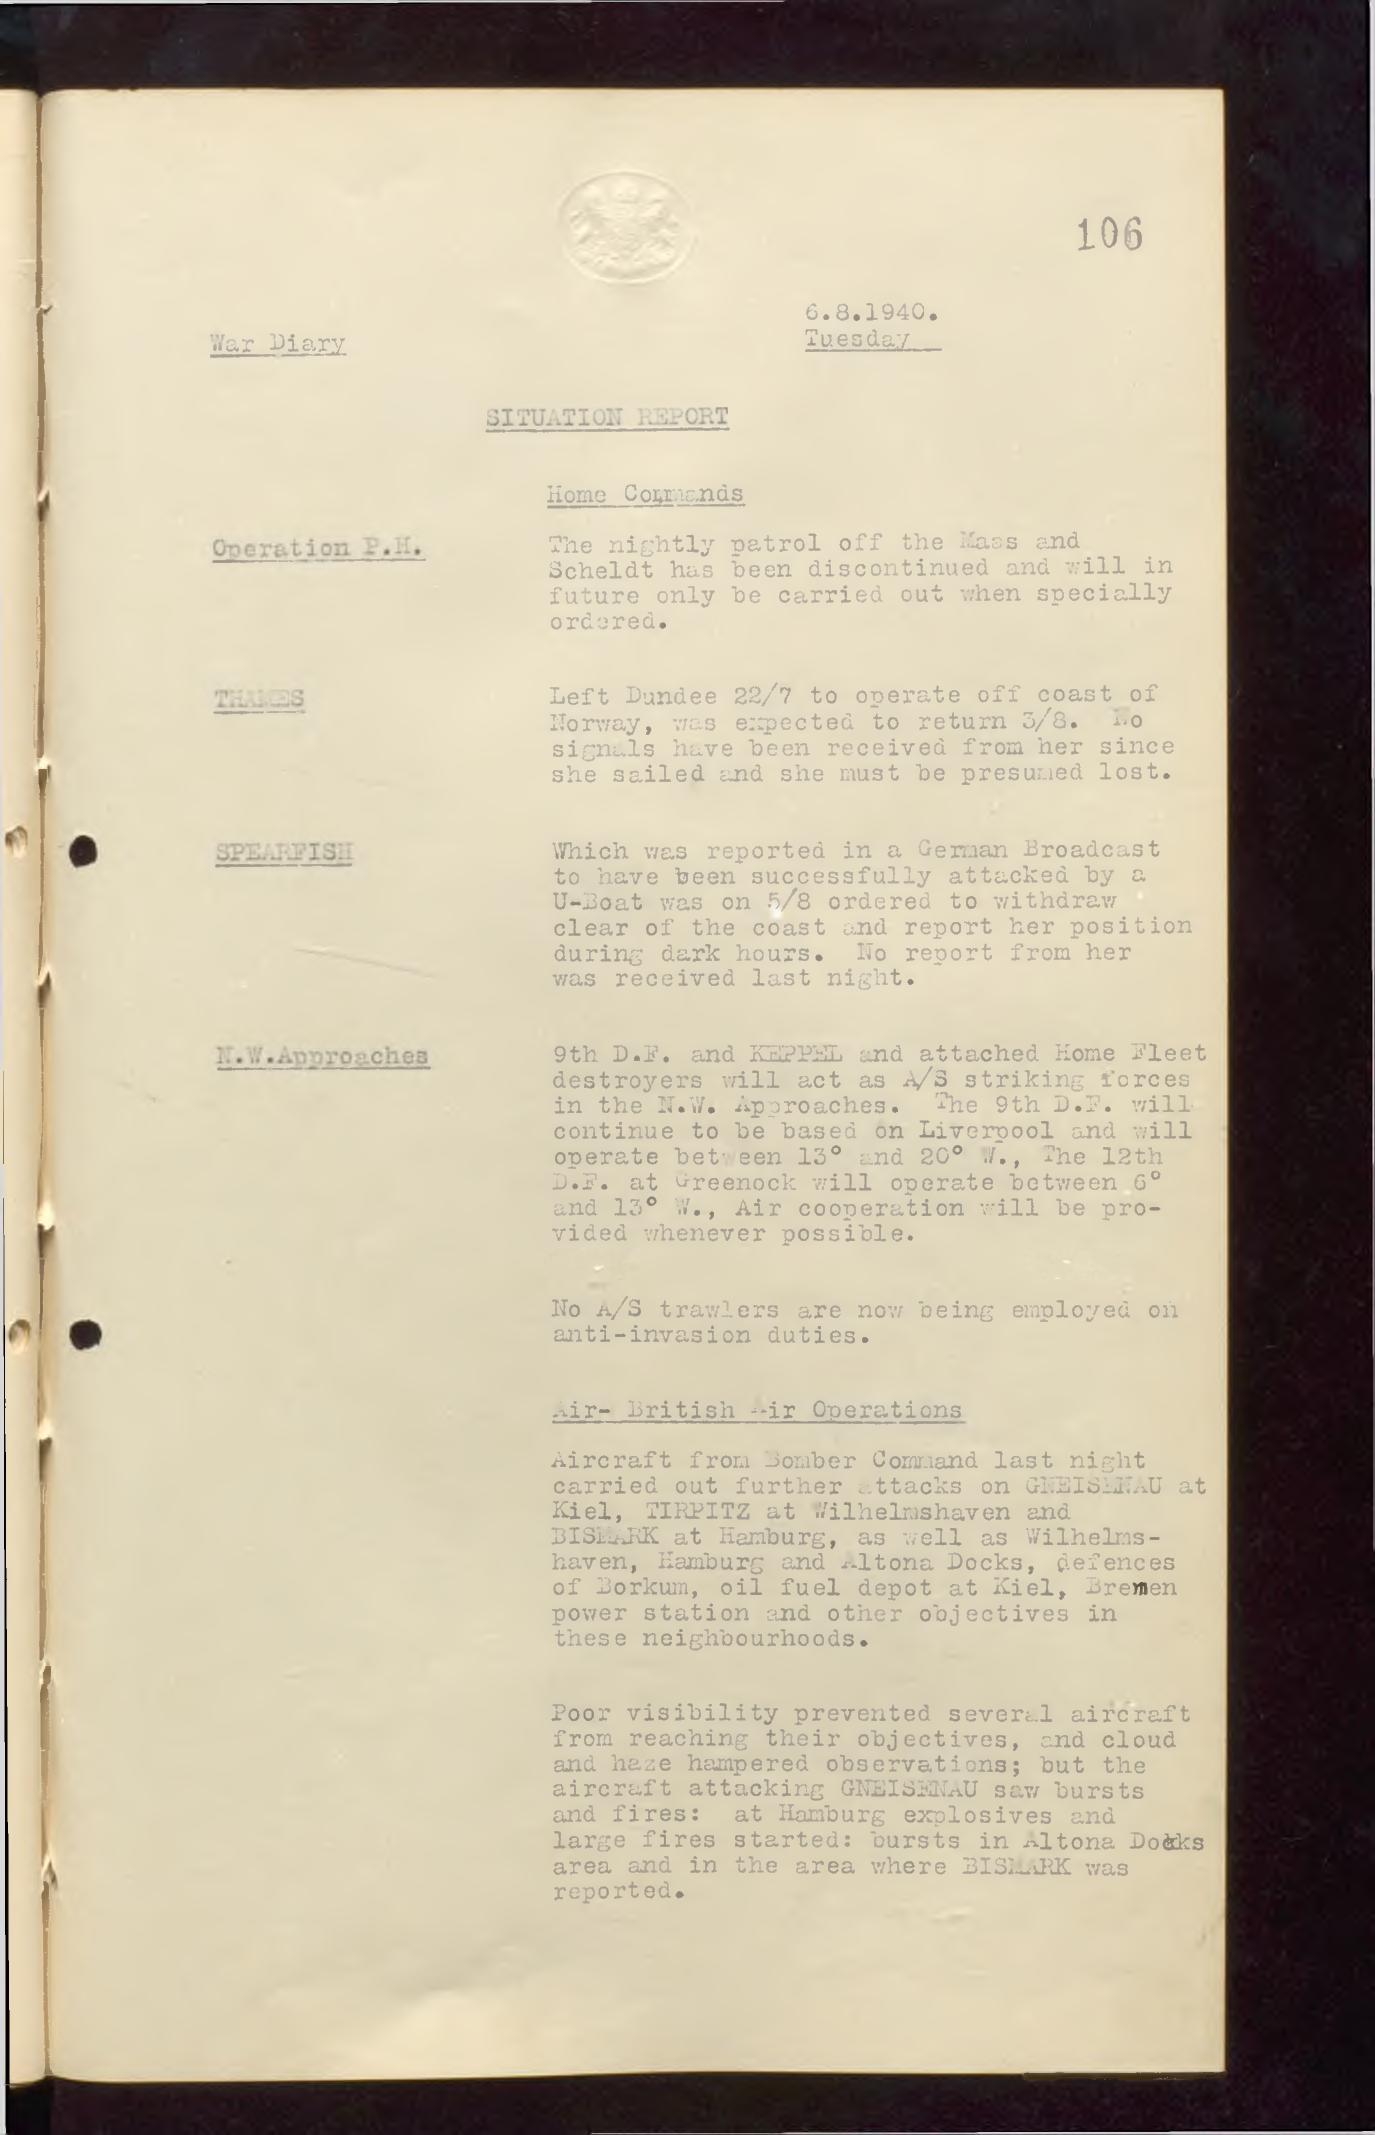 106
6.8.1940.
War Diary
Tuesday
SITUATION REPORT
Home Commands
Operation P.H.
The nightly patrol off the Mass and
Scheldt has been discontinued and will in
future only be carried out when specially
ordered.
THAMES
Left Dundee 22/7 to operate off coast of
Norway, was expected to return 3/8. No
signals have been received from her since
she sailed and she must be presumed lost.
SPEARFISH
Which was reported in a German Broadcast
to have been successfully attacked by a
U-Boat was on 5/8 ordered to withdraw
clear of the coast and report her position
during dark hours. No report from her
was received last night.
N.W.Approaches
9th D.F. and KEPPEL and attached Home Fleet
destroyers will act as A/S striking forces
in the N.W. Approaches. The 9th D.F. will
continue to be based on Liverpool and will
operate between 13° and 20° W., The 12th
D.F. at Greenock will operate between 6°
and 13° W., Air cooperation will be pro-
vided whenever possible.
No A/S trawlers are now being employed on
anti-invasion duties.
Air- British Air Operations
Aircraft from Bomber Command last night
carried out further attacks on GNEISENAU at
Kiel, TIRPITZ at Wilhelmshaven and
BISMARK at Hamburg, as well as Wilhelms-
haven, Hamburg and Altona Docks, defences
of Borkum, oil fuel depot at Kiel, Bremen
power station and other objectives in
these neighbourhoods.
Poor visibility prevented several aircraft
from reaching their objectives, and cloud
and haze hampered observations; but the
aircraft attacking GNEISENAU saw bursts
and fires: at Hamburg explosives and
large fires started: bursts in Altona Docks
area and in the area where BISMARK was
reported.